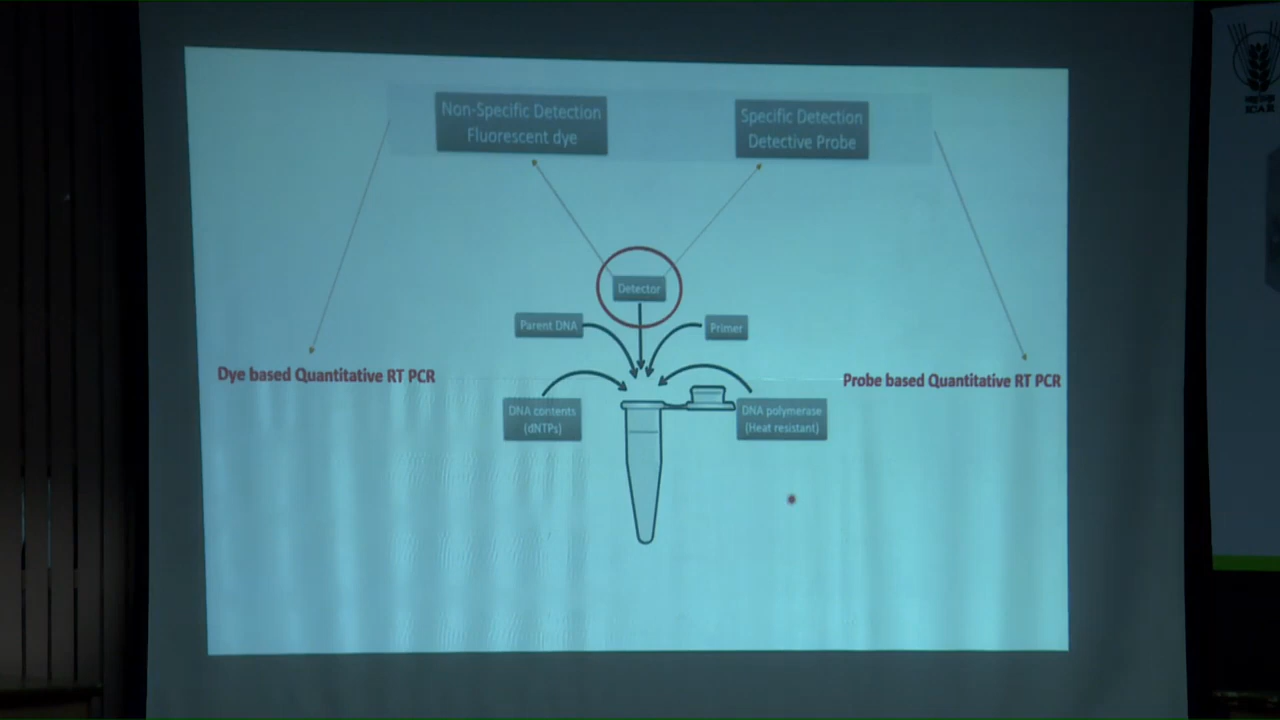 Non-Specific Detection
Fluorescent dye
Specific Detection
Detective Probe
Detector
Parent DNA
Primer
Dye based Quantitative RT PCR
Probe based Quantitative RT PCR
DNA contents
(dNTPs)
DNA polymerase
(Heat resistant)
ICAR